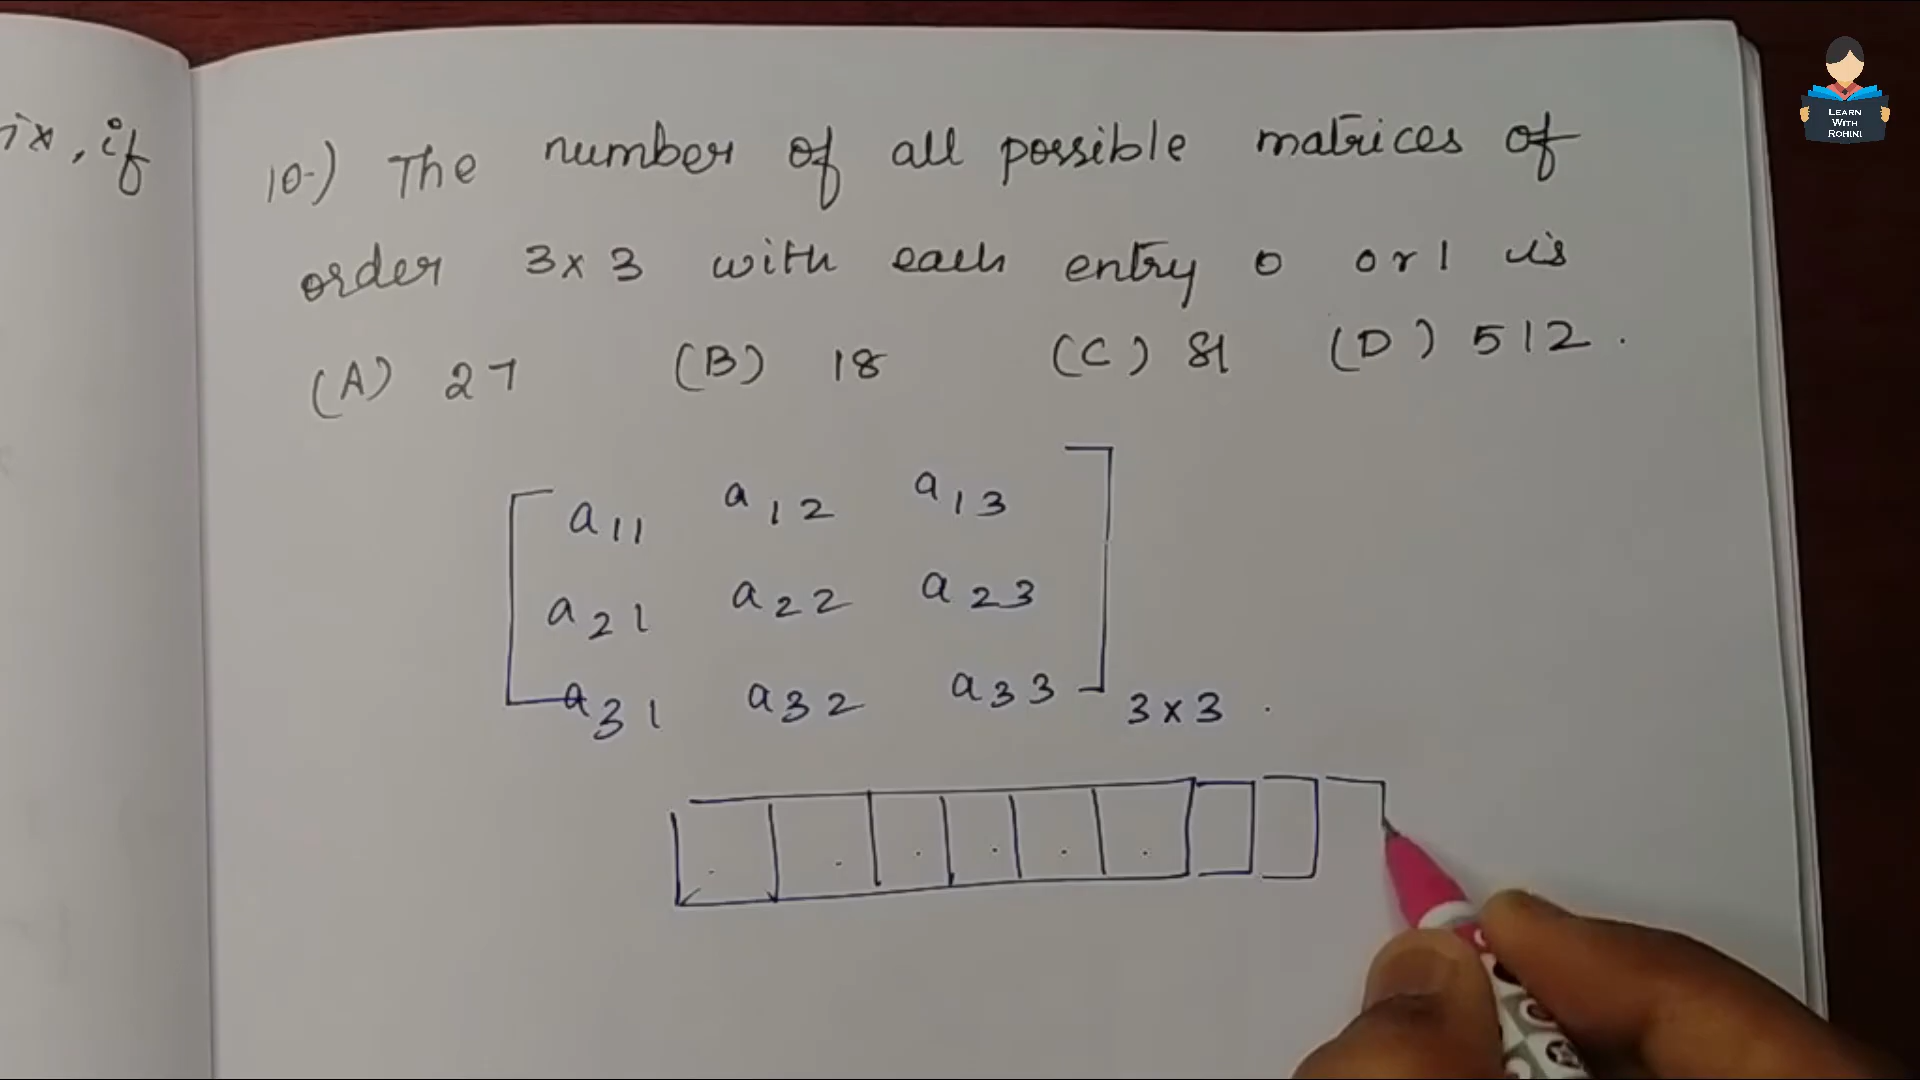 ix, if
10.) The number of all possible matrices of
order 3x3 with each entry 0 or 1 is
(A) 27 (B) 18 (C) 81 (D) 512.
a11 a12 a13
a21 a22 a23
a31 a32 a33 3x3.
LEARN
WITH
ROHINI